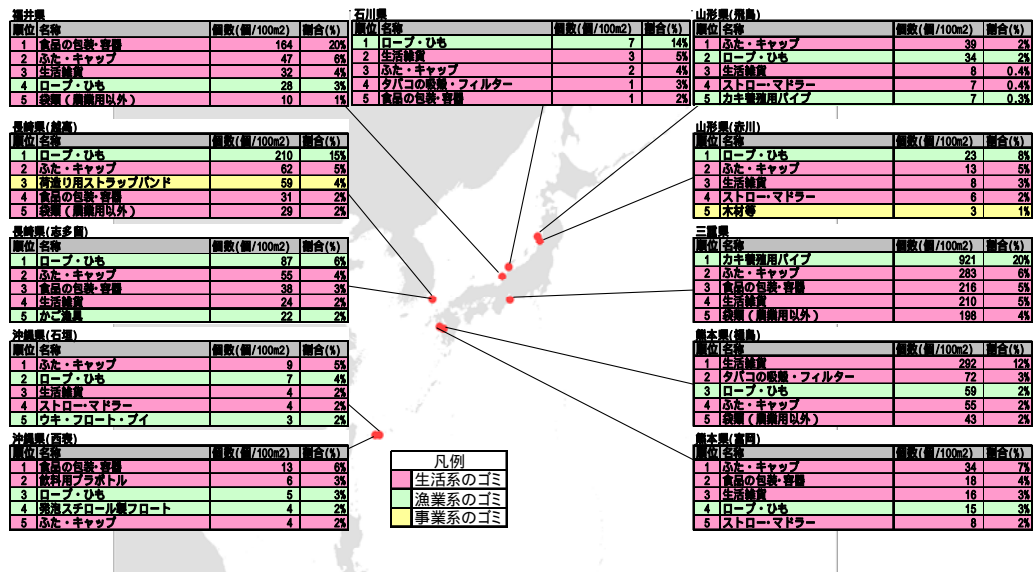 福井県
順位 名称 個数(個/100m2) 割合(%)
1 食品の包装・容器 164 20%
2 ふた・キャップ 47 6%
3 生活雑貨 32 4%
4 ロープ・ひも 28 3%
5 袋類(農業用以外) 10 1%
石川県
順位 名称 個数(個/100m2) 割合(%)
1 ロープ・ひも 7 14%
2 生活雑貨 3 5%
3 ふた・キャップ 2 4%
4 タバコの吸殻・フィルター 1 3%
5 食品の包装・容器 1 2%
山形県(飛島)
順位 名称 個数(個/100m2) 割合(%)
1 ふた・キャップ 39 2%
2 ロープ・ひも 34 2%
3 生活雑貨 8 0.4%
4 ストロー・マドラー 7 0.4%
5 カキ養殖用パイプ 7 0.3%
長崎県(越高)
順位 名称 個数(個/100m2) 割合(%)
1 ロープ・ひも 210 15%
2 ふた・キャップ 62 5%
3 荷造り用ストラップバンド 59 4%
4 食品の包装・容器 31 2%
5 袋類(農業用以外) 29 2%
山形県(赤川)
順位 名称 個数(個/100m2) 割合(%)
1 ロープ・ひも 23 8%
2 ふた・キャップ 13 5%
3 生活雑貨 8 3%
4 ストロー・マドラー 6 2%
5 木材等 3 1%
長崎県(志多留)
順位 名称 個数(個/100m2) 割合(%)
1 ロープ・ひも 87 6%
2 ふた・キャップ 55 4%
3 食品の包装・容器 38 3%
4 生活雑貨 24 2%
5 かご漁具 22 2%
三重県
順位 名称 個数(個/100m2) 割合(%)
1 カキ養殖用パイプ 921 20%
2 ふた・キャップ 283 6%
3 食品の包装・容器 216 5%
4 生活雑貨 210 5%
5 袋類(農業用以外) 198 4%
沖縄県(石垣)
順位 名称 個数(個/100m2) 割合(%)
1 ふた・キャップ 9 5%
2 ロープ・ひも 7 4%
3 生活雑貨 4 2%
4 ストロー・マドラー 4 2%
5 ウキ・フロート・ブイ 3 2%
熊本県(樋島)
順位 名称 個数(個/100m2) 割合(%)
1 生活雑貨 292 12%
2 タバコの吸殻・フィルター 72 3%
3 ロープ・ひも 59 2%
4 ふた・キャップ 55 2%
5 袋類(農業用以外) 43 2%
沖縄県(西表)
順位 名称 個数(個/100m2) 割合(%)
1 食品の包装・容器 13 6%
2 飲料用プラボトル 6 3%
3 ロープ・ひも 5 3%
4 発泡スチロール製フロート 4 2%
5 ふた・キャップ 4 2%
熊本県(富岡)
順位 名称 個数(個/100m2) 割合(%)
1 ふた・キャップ 34 7%
2 食品の包装・容器 18 4%
3 生活雑貨 16 3%
4 ロープ・ひも 15 3%
5 ストロー・マドラー 8 2%
凡例
生活系のゴミ
漁業系のゴミ
事業系のゴミ